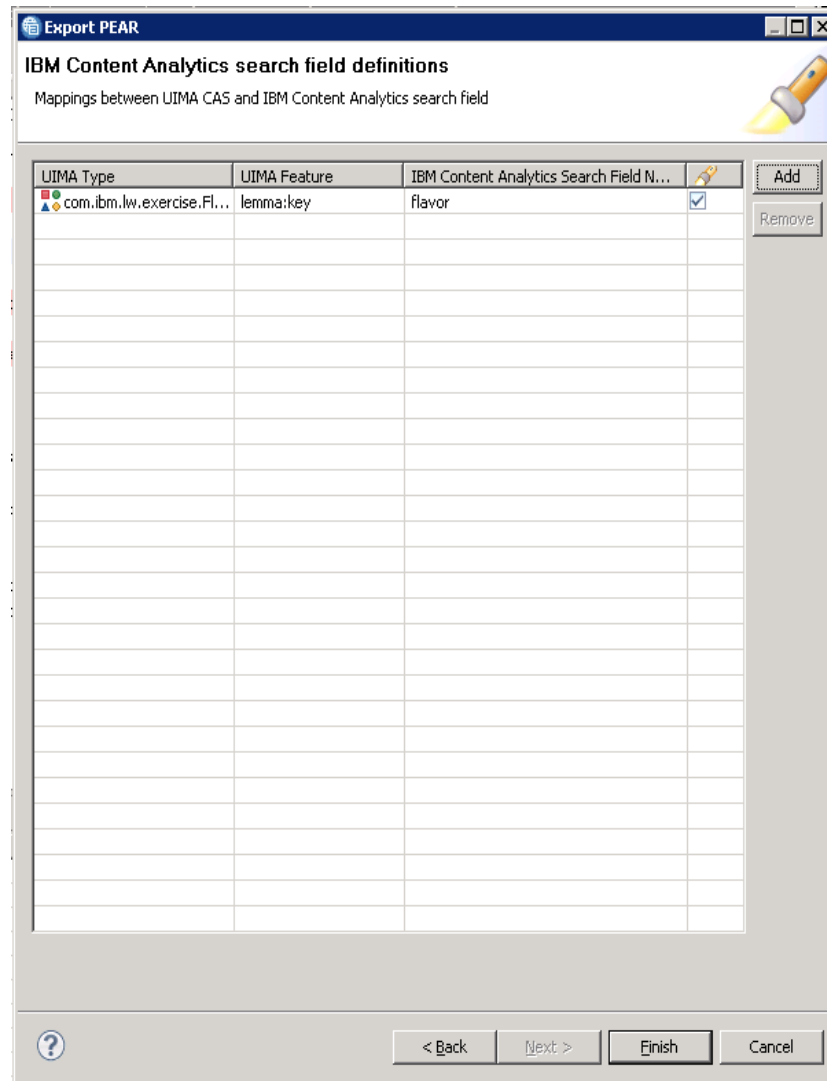 Export PEAR
IBM Content Analytics search field definitions
Mappings between UIMA CAS and IBM Content Analytics search field
UIMA Type UIMA Feature IBM Content Analytics Search Field N... Add
com.ibm.lw.exercise.Fl... lemma:key flavor
Remove
? < Back Next > Finish Cancel